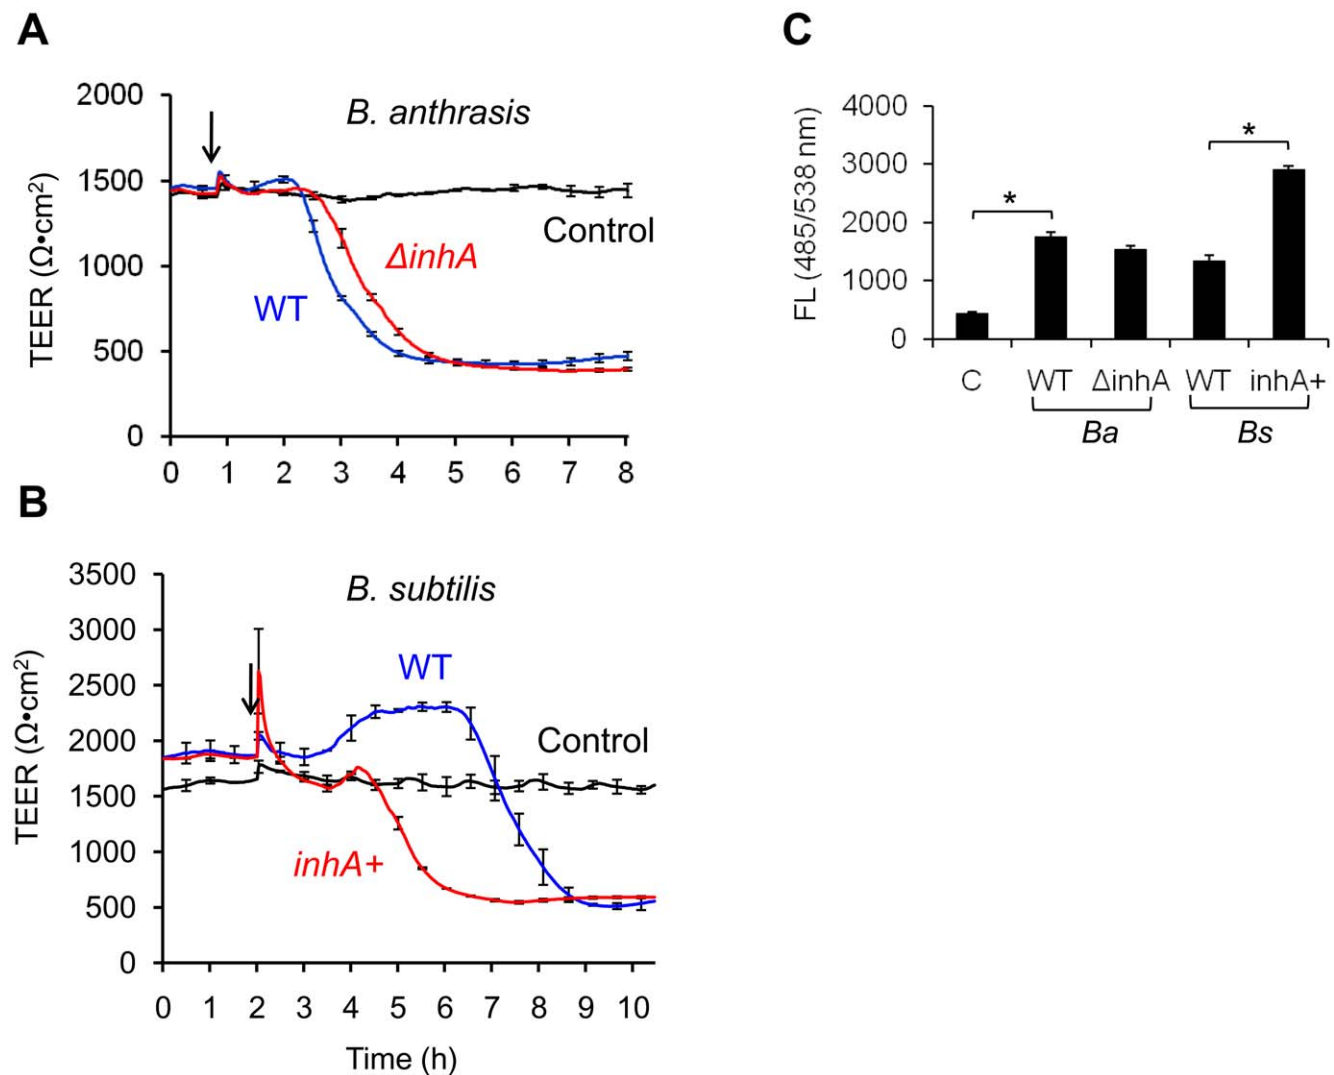 A
B. anthrasis
TEER (Ω•cm²)
2000
1500
1000
500
0
Control
ΔinhA
WT
0 1 2 3 4 5 6 7 8
B
B. subtilis
TEER (Ω•cm²)
3500
3000
2500
2000
1500
1000
500
0
WT
Control
inhA+
0 1 2 3 4 5 6 7 8 9 10
Time (h)
C
FL (485/538 nm)
4000
3000
2000
1000
0
*
*
C WT ΔinhA WT inhA+
Ba Bs